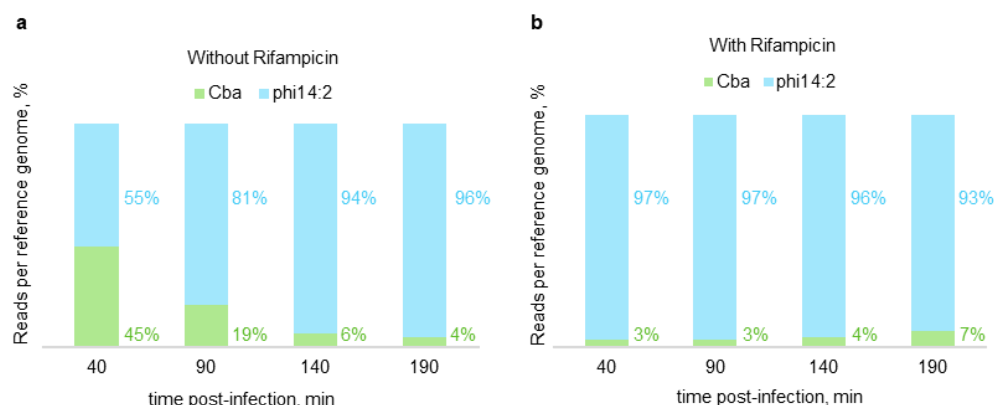 a
Without Rifampicin
Cba phi14:2
Reads per reference genome, %
55% 81% 94% 96%
45% 19% 6% 4%
40 90 140 190
time post-infection, min
b
With Rifampicin
Cba phi14:2
Reads per reference genome, %
97% 97% 96% 93%
3% 3% 4% 7%
40 90 140 190
time post-infection, min